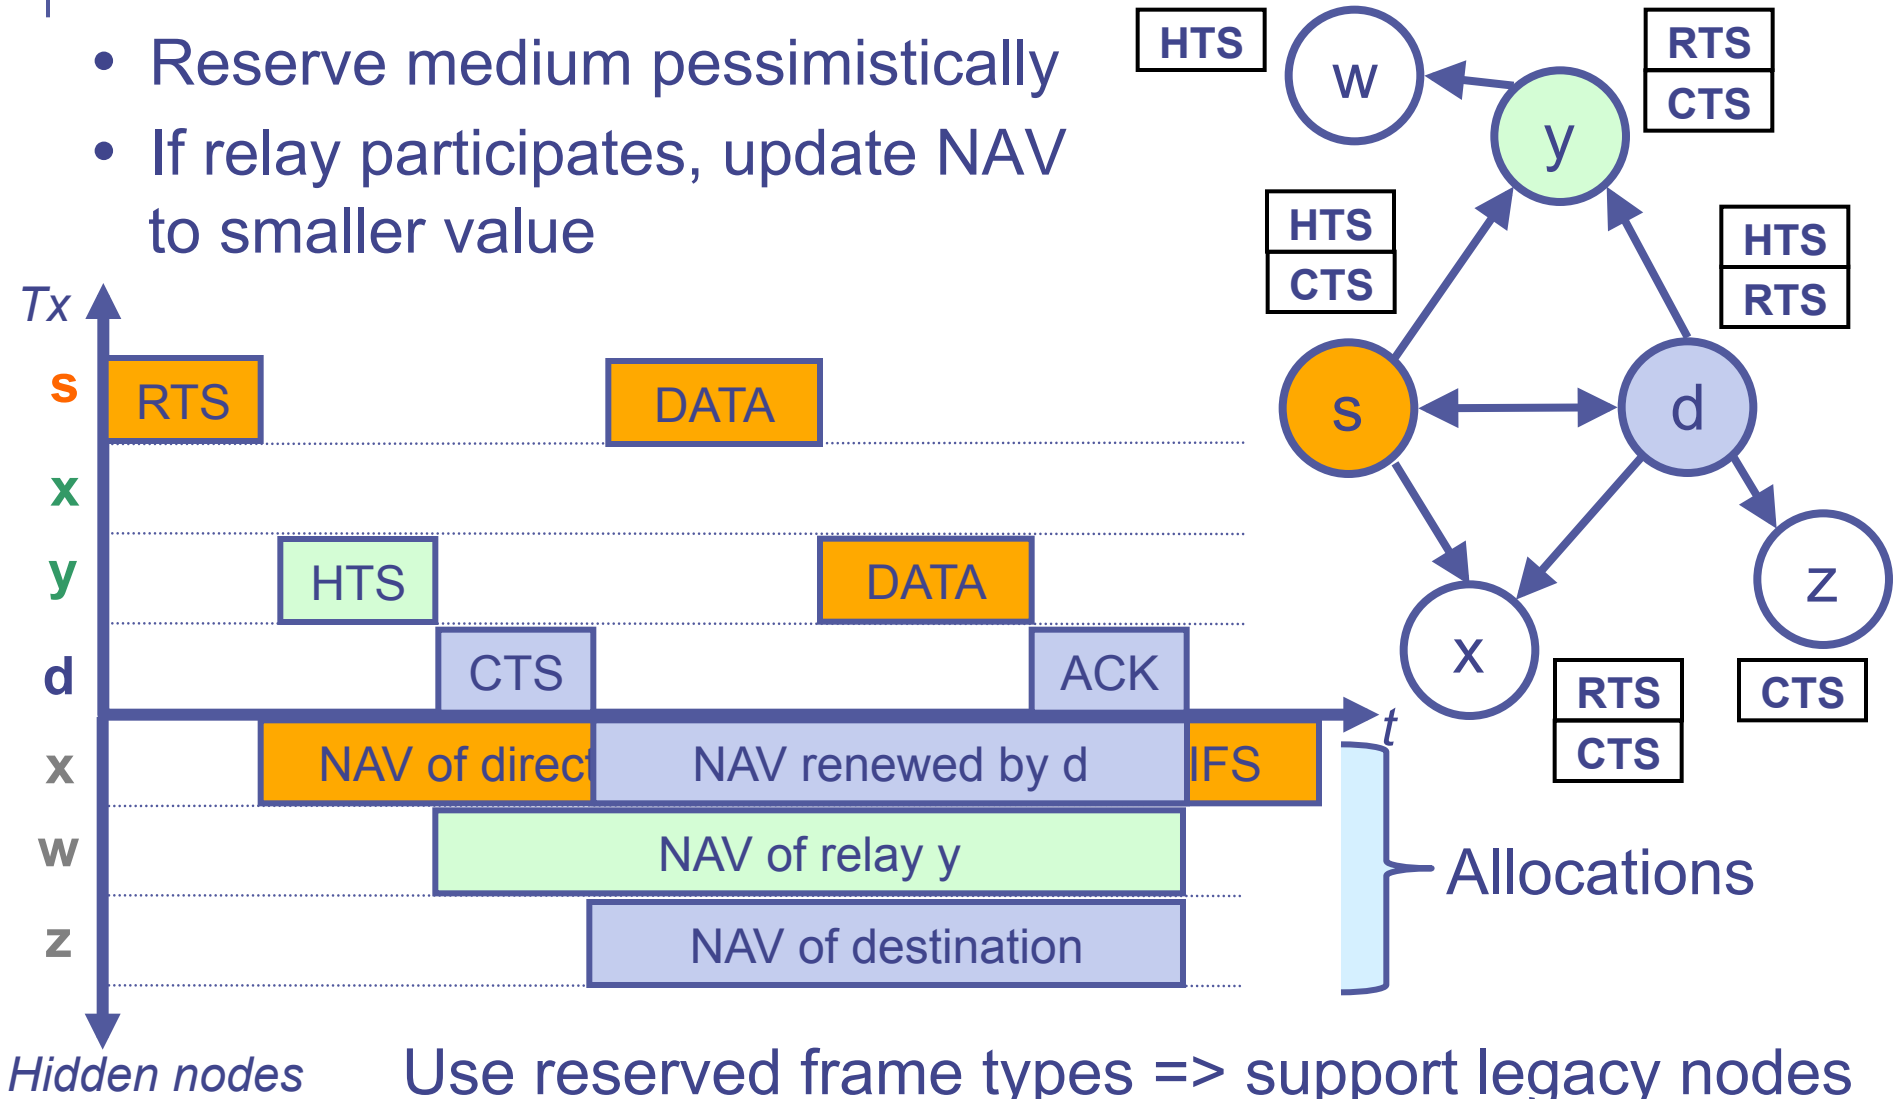 • Reserve medium pessimistically
• If relay participates, update NAV
to smaller value
HTS
w
RTS
CTS
y
HTS
CTS
HTS
RTS
s
d
x
RTS
CTS
z
CTS
Tx
s
RTS
DATA
x
y
HTS
DATA
d
CTS
ACK
t
x
NAV of direct
NAV renewed by d
IFS
w
NAV of relay y
z
NAV of destination
Allocations
Hidden nodes
Use reserved frame types => support legacy nodes